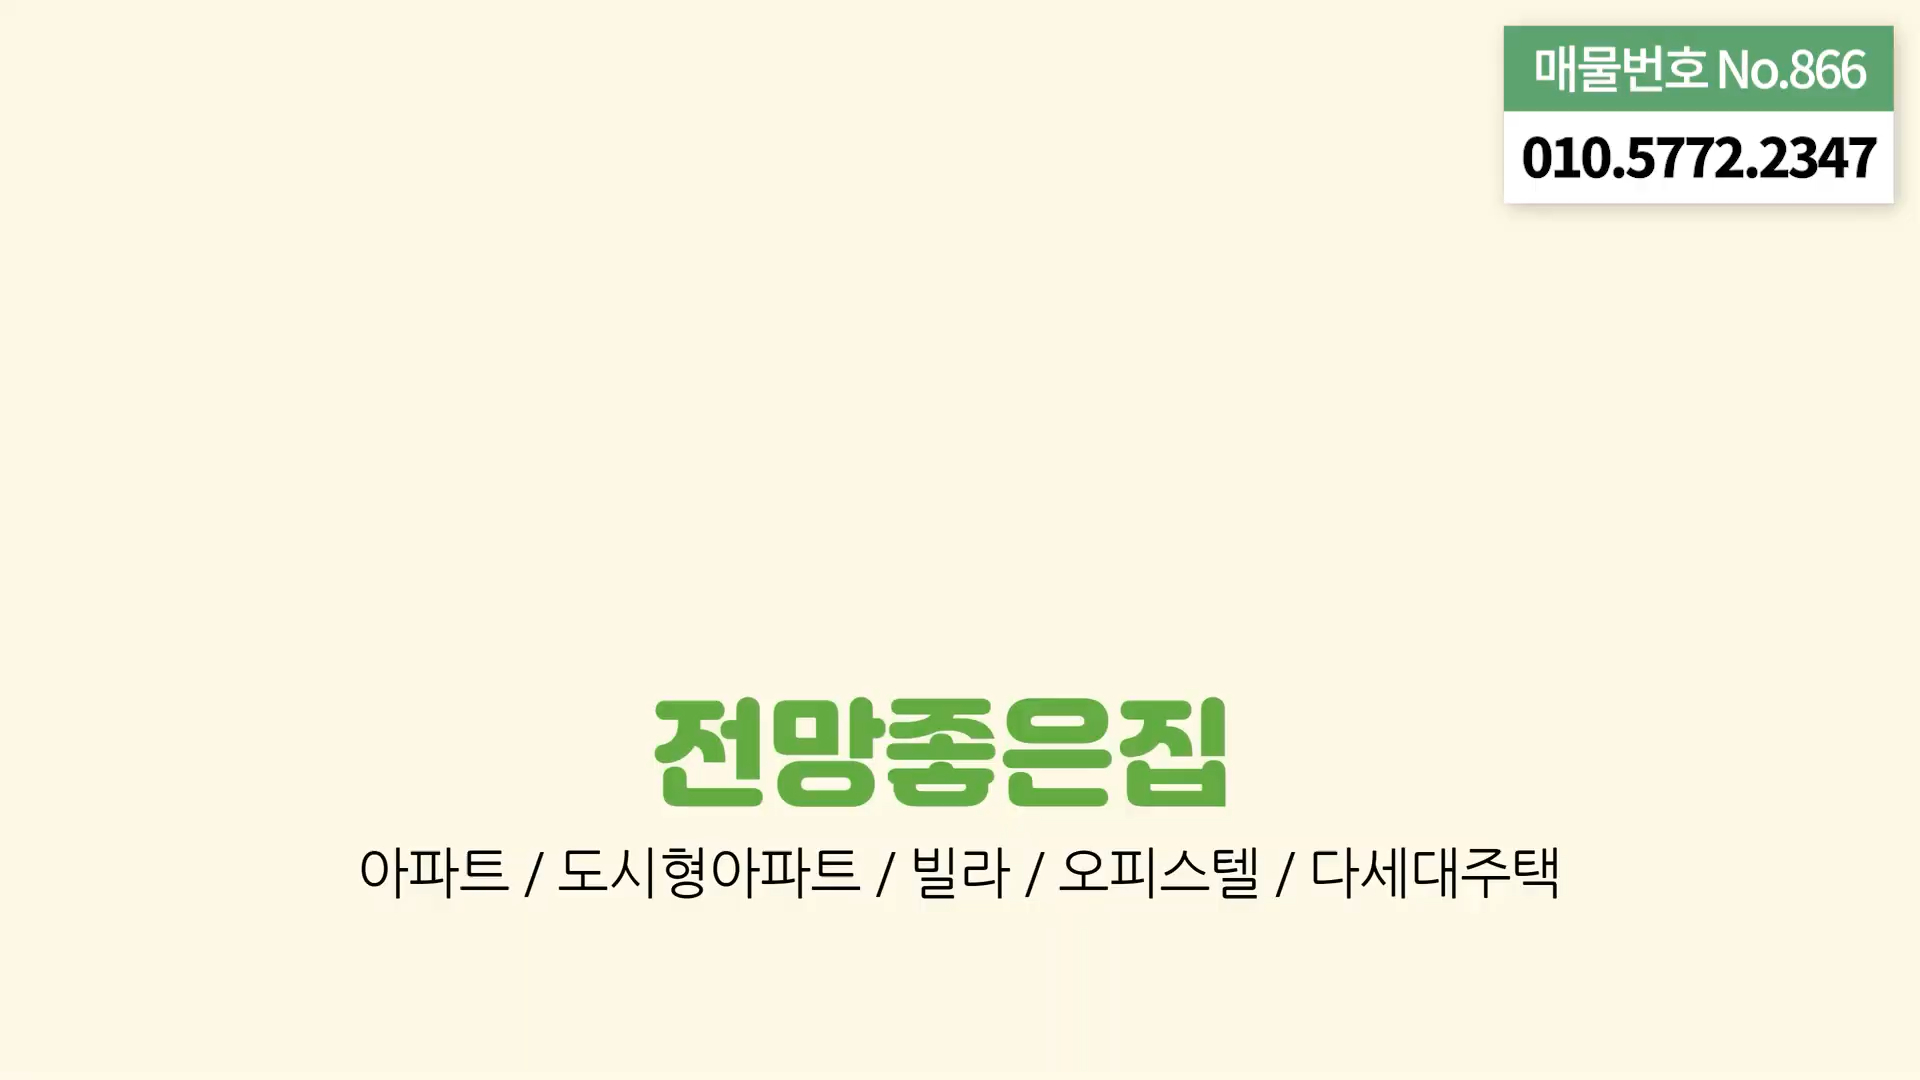 매물번호 No.866
010.5772.2347
전망좋은집
아파트 / 도시형아파트 / 빌라 / 오피스텔 / 다세대주택